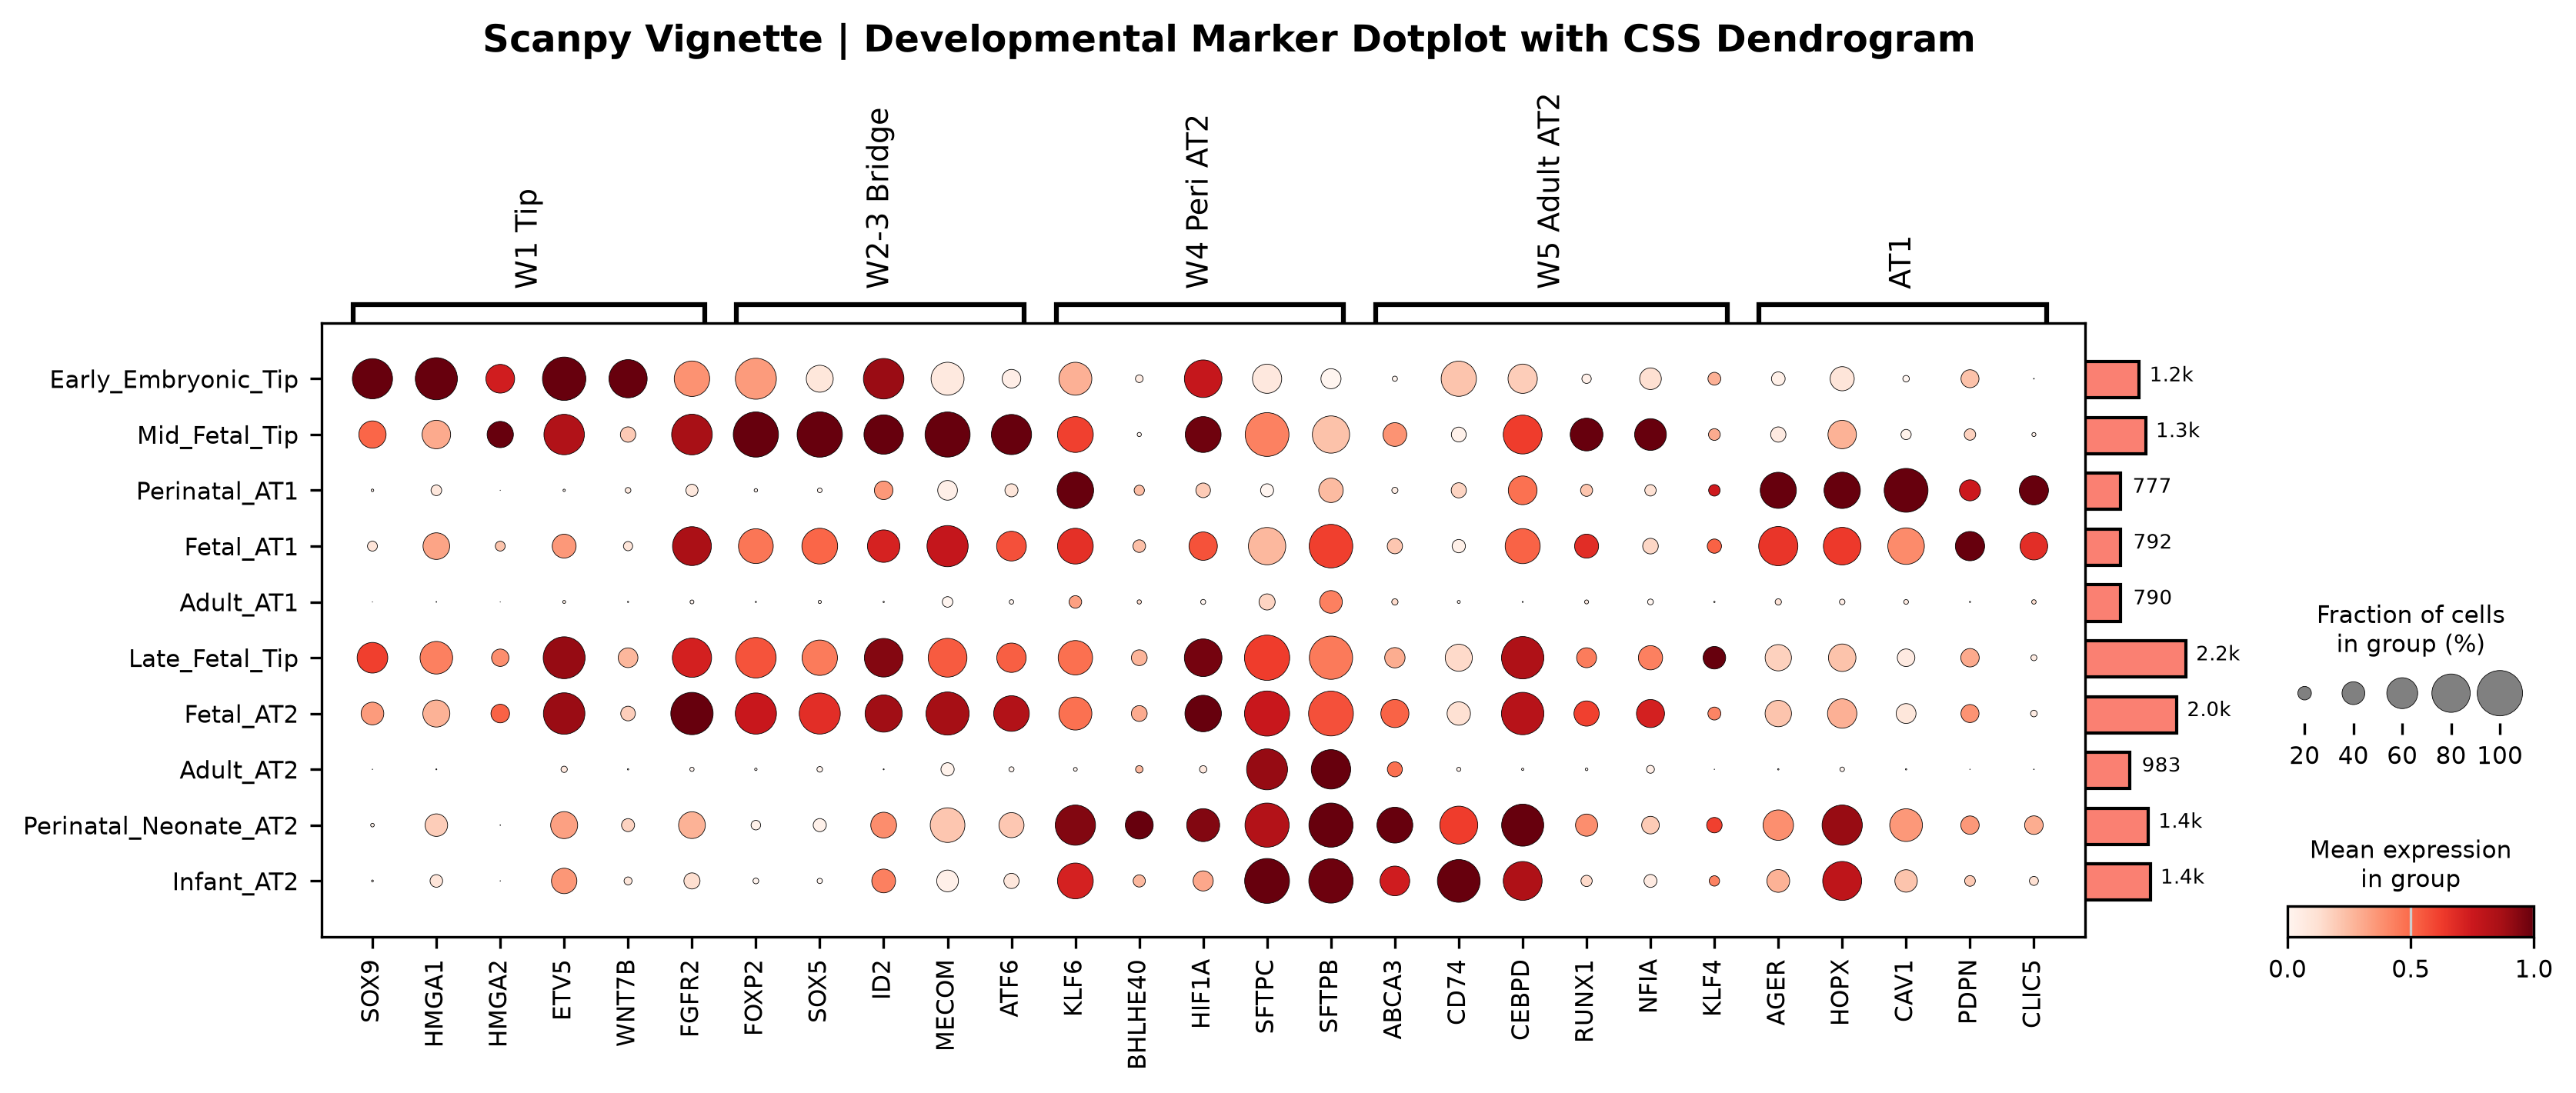 Scanpy Vignette | Developmental Marker Dotplot with CSS Dendrogram
W1 Tip
W2-3 Bridge
W4 Peri AT2
W5 Adult AT2
AT1
Early_Embryonic_Tip
1.2k
Mid_Fetal_Tip
1.3k
Perinatal_AT1
777
Fetal_AT1
792
Adult_AT1
790
Late_Fetal_Tip
2.2k
Fetal_AT2
2.0k
Adult_AT2
983
Perinatal_Neonate_AT2
1.4k
Infant_AT2
1.4k
SOX9
HMGA1
HMGA2
ETV5
WNT7B
FGFR2
FOXP2
SOX5
ID2
MECOM
ATF6
KLF6
BHLHE40
HIF1A
SFTPC
SFTPB
ABCA3
CD74
CEBPD
RUNX1
NFIA
KLF4
AGER
HOPX
CAV1
PDPN
CLIC5
Fraction of cells
in group (%)
20 40 60 80 100
Mean expression
in group
0.0 0.5 1.0